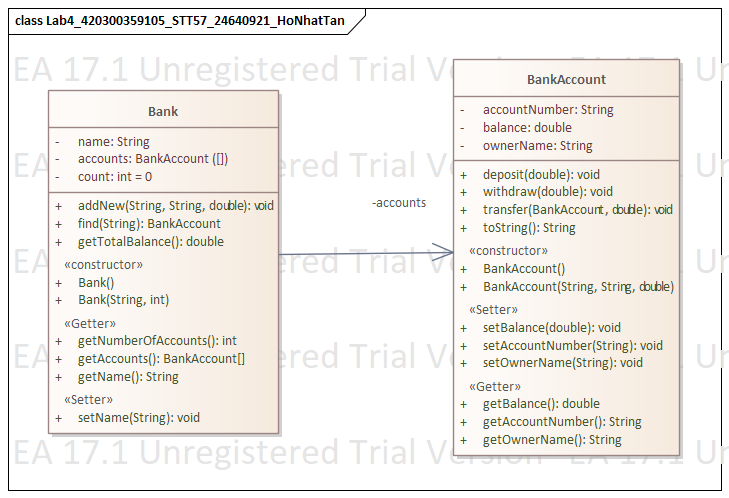 class Lab4_420300359105_STT57_24640921_HoNhatTan
EA 17.1 Unregistered Trial Version EA 17.1 Un
Bank
- name: String
- accounts: BankAccount ([])
- count: int = 0
+ addNew(String, String, double): void
+ find(String): BankAccount
+ getTotalBalance(): double
«constructor»
+ Bank()
+ Bank(String, int)
«Getter»
+ getNumberOfAccounts(): int
+ getAccounts(): BankAccount[]
+ getName(): String
«Setter»
+ setName(String): void
-accounts
BankAccount
- accountNumber: String
- balance: double
- ownerName: String
+ deposit(double): void
+ withdraw(double): void
+ transfer(BankAccount, double): void
+ toString(): String
«constructor»
+ BankAccount()
+ BankAccount(String, String, double)
«Setter»
+ setBalance(double): void
+ setAccountNumber(String): void
+ setOwnerName(String): void
«Getter»
+ getBalance(): double
+ getAccountNumber(): String
+ getOwnerName(): String
EA 17.1 Unregistered Trial Version EA 17.1 Un